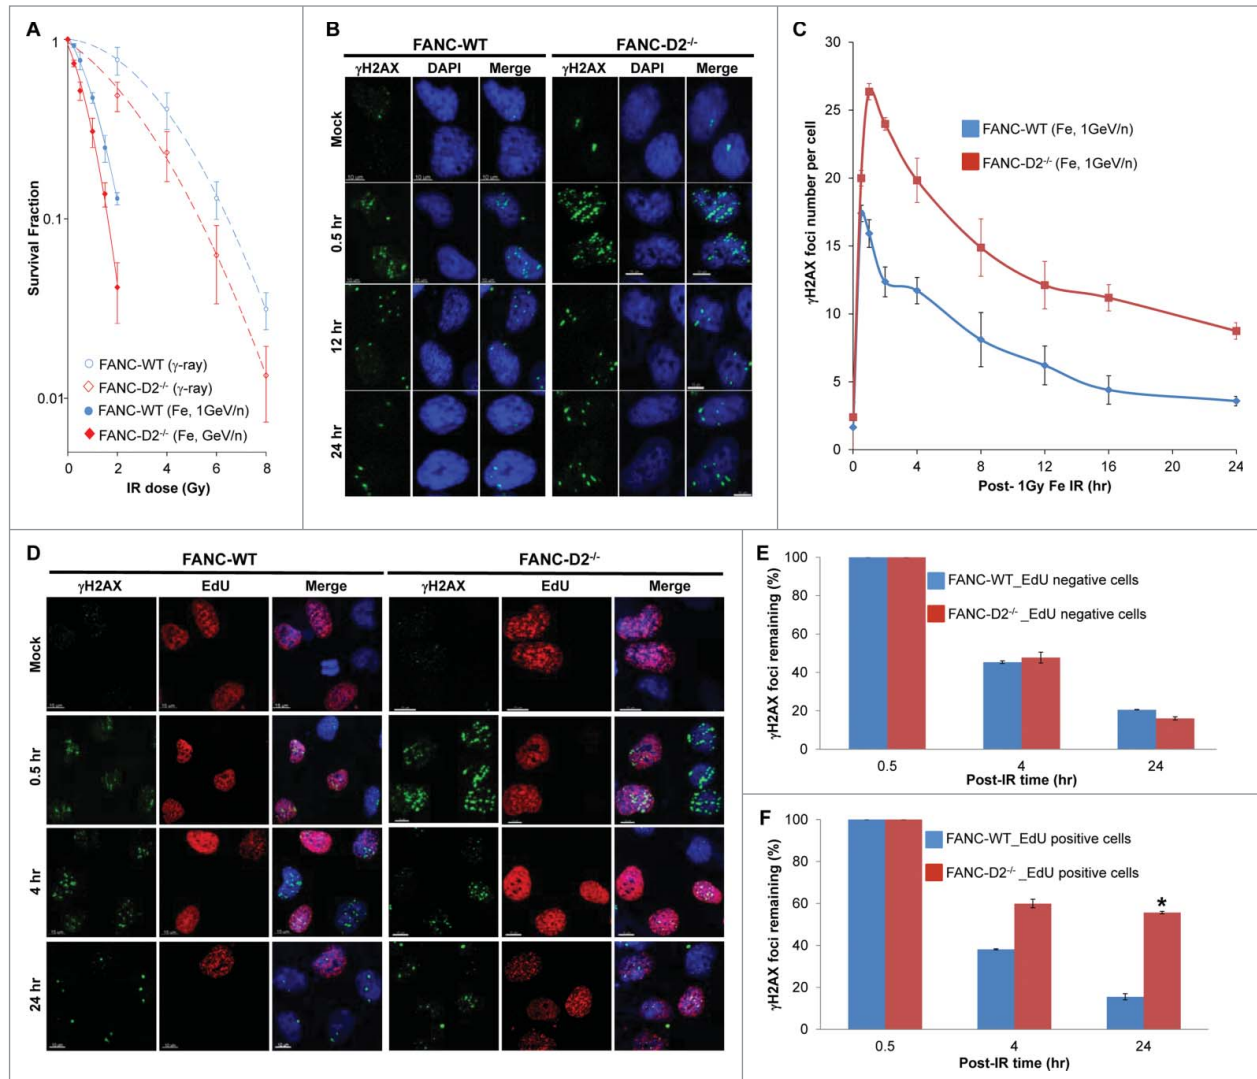 A
1
0.1
0.01
Survival Fraction
FANC-WT (γ-ray)
FANC-D2-/- (γ-ray)
FANC-WT (Fe, 1GeV/n)
FANC-D2-/- (Fe, GeV/n)
0 2 4 6 8
IR dose (Gy)
B
FANC-WT FANC-D2-/-
γH2AX DAPI Merge γH2AX DAPI Merge
Mock
0.5 hr
12 hr
24 hr
C
30
25
20
15
10
5
0
γH2AX foci number per cell
FANC-WT (Fe, 1GeV/n)
FANC-D2-/- (Fe, 1GeV/n)
0 4 8 12 16 20 24
Post- 1Gy Fe IR (hr)
D
FANC-WT FANC-D2-/-
γH2AX EdU Merge γH2AX EdU Merge
Mock
0.5 hr
4 hr
24 hr
E
100
80
60
40
20
0
γH2AX foci remaining (%)
FANC-WT_EdU negative cells
FANC-D2-/-_EdU negative cells
0.5 4 24
Post-IR time (hr)
F
100
80
60
40
20
0
γH2AX foci remaining (%)
FANC-WT_EdU positive cells
FANC-D2-/-_EdU positive cells
*
0.5 4 24
Post-IR time (hr)